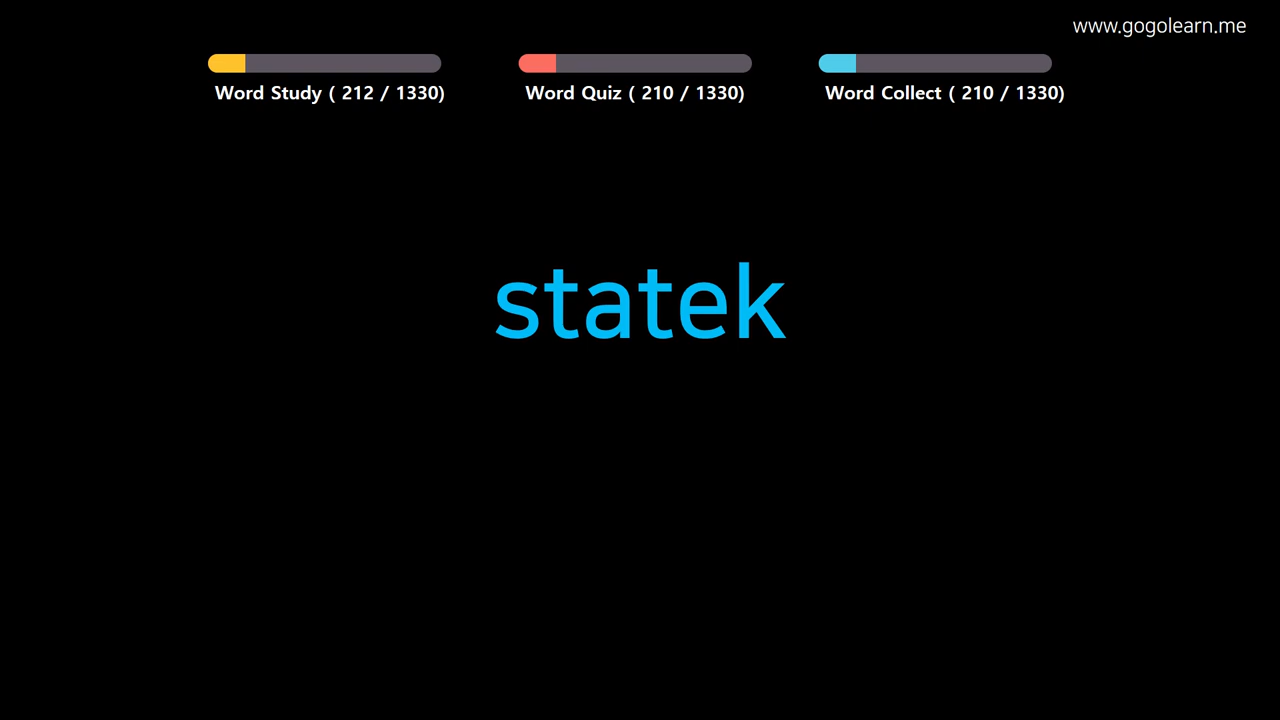 www.gogolearn.me
Word Study ( 212 / 1330)
Word Quiz ( 210 / 1330)
Word Collect ( 210 / 1330)
statek